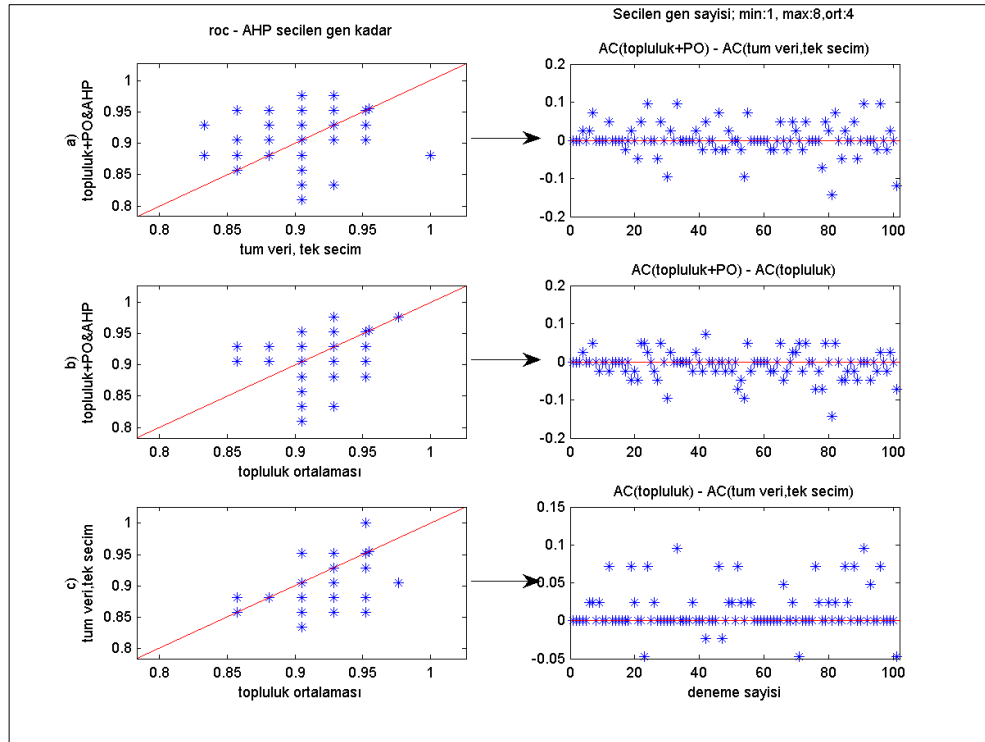 roc - AHP secilen gen kadar
Secilen gen sayisi; min:1, max:8,ort:4
a)
topluluk+PO&AHP
1
0.95
0.9
0.85
0.8
0.8 0.85 0.9 0.95 1
tum veri, tek secim
AC(topluluk+PO) - AC(tum veri,tek secim)
0.2
0.1
0
-0.1
-0.2
0 20 40 60 80 100
b)
topluluk+PO&AHP
1
0.95
0.9
0.85
0.8
0.8 0.85 0.9 0.95 1
topluluk ortalaması
AC(topluluk+PO) - AC(topluluk)
0.2
0.1
0
-0.1
-0.2
0 20 40 60 80 100
c)
tum veri,tek secim
1
0.95
0.9
0.85
0.8
0.8 0.85 0.9 0.95 1
topluluk ortalaması
AC(topluluk) - AC(tum veri,tek secim)
0.15
0.1
0.05
0
-0.05
0 20 40 60 80 100
deneme sayisi